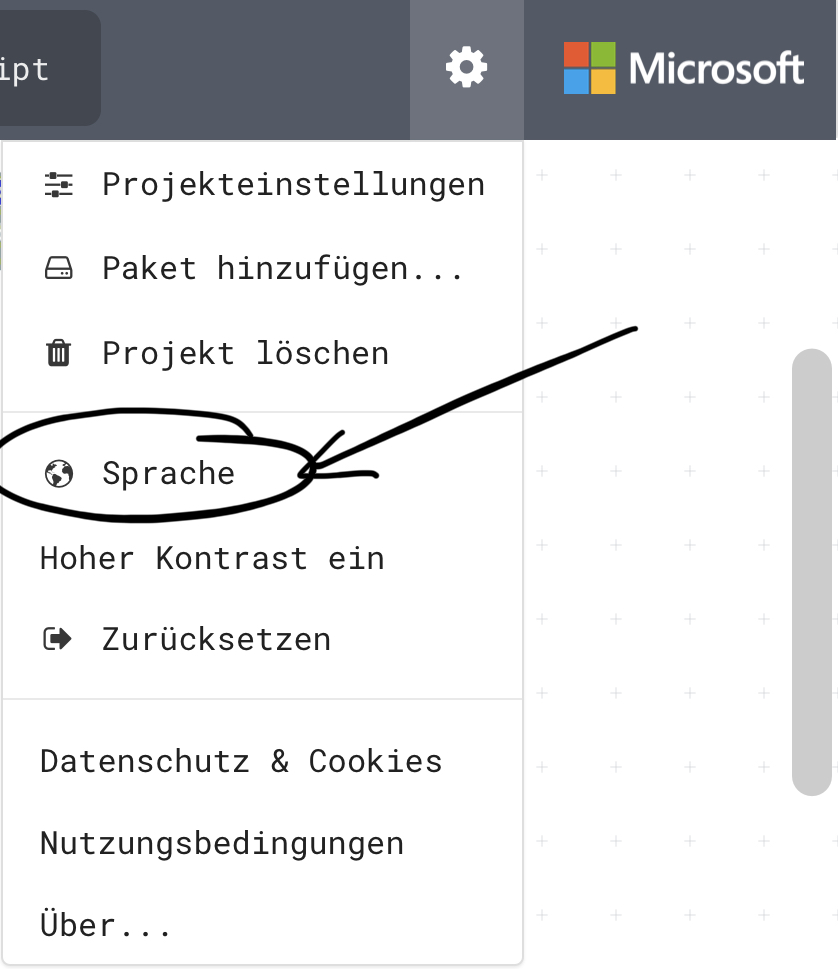 ipt
Microsoft
Projekteinstellungen
Paket hinzufügen...
Projekt löschen
Sprache
Hoher Kontrast ein
Zurücksetzen
Datenschutz & Cookies
Nutzungsbedingungen
Über...